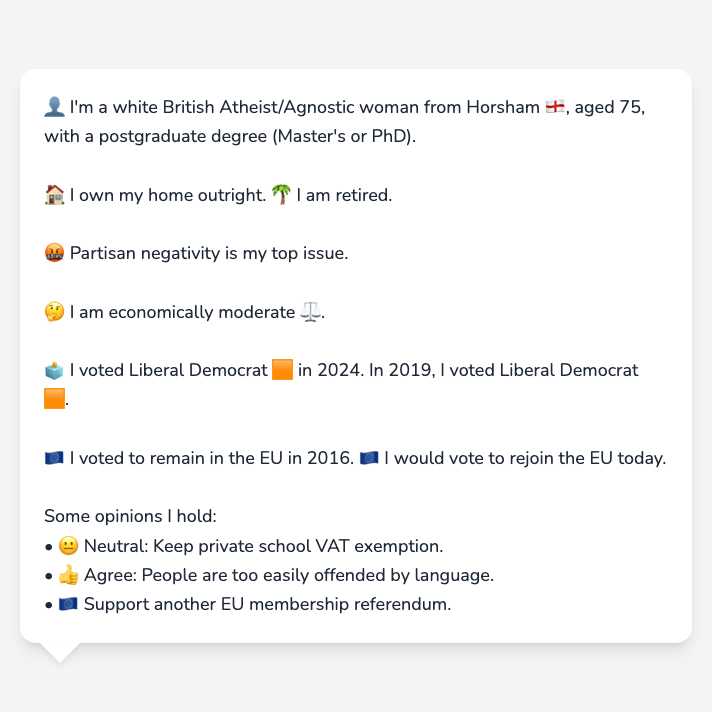 👤 I'm a white British Atheist/Agnostic woman from Horsham 🏴󠁧󠁢󠁥󠁮󠁧󠁿, aged 75,
with a postgraduate degree (Master's or PhD).
🏠 I own my home outright. 🌴 I am retired.
🤬 Partisan negativity is my top issue.
🤔 I am economically moderate ⚖️.
🗳️ I voted Liberal Democrat 🟧 in 2024. In 2019, I voted Liberal Democrat
🟧.
🇪🇺 I voted to remain in the EU in 2016. 🇪🇺 I would vote to rejoin the EU today.
Some opinions I hold:
• 😐 Neutral: Keep private school VAT exemption.
• 👍 Agree: People are too easily offended by language.
• 🇪🇺 Support another EU membership referendum.